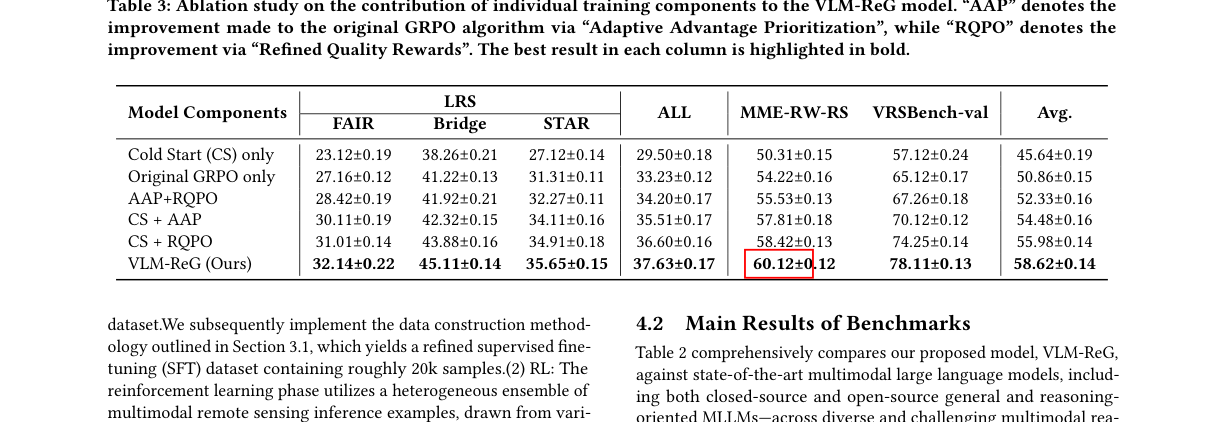 Table 3: Ablation study on the contribution of individual training components to the VLM-ReG model. “AAP” denotes the
improvement made to the original GRPO algorithm via “Adaptive Advantage Prioritization”, while “RQPO” denotes the
improvement via “Refined Quality Rewards”. The best result in each column is highlighted in bold.
Model Components LRS ALL MME-RW-RS VRSBench-val Avg.
FAIR Bridge STAR
Cold Start (CS) only 23.12±0.19 38.26±0.21 27.12±0.14 29.50±0.18 50.31±0.15 57.12±0.24 45.64±0.19
Original GRPO only 27.16±0.12 41.22±0.13 31.31±0.11 33.23±0.12 54.22±0.16 65.12±0.17 50.86±0.15
AAP+RQPO 28.42±0.19 41.92±0.21 32.27±0.11 34.20±0.17 55.53±0.13 67.26±0.18 52.33±0.16
CS + AAP 30.11±0.19 42.32±0.15 34.11±0.16 35.51±0.17 57.81±0.18 70.12±0.12 54.48±0.16
CS + RQPO 31.01±0.14 43.88±0.16 34.91±0.18 36.60±0.16 58.42±0.13 74.25±0.14 55.98±0.14
VLM-ReG (Ours) 32.14±0.22 45.11±0.14 35.65±0.15 37.63±0.17 60.12±0.12 78.11±0.13 58.62±0.14
dataset.We subsequently implement the data construction method-
ology outlined in Section 3.1, which yields a refined supervised fine-
tuning (SFT) dataset containing roughly 20k samples.(2) RL: The
reinforcement learning phase utilizes a heterogeneous ensemble of
multimodal remote sensing inference examples, drawn from vari-
4.2 Main Results of Benchmarks
Table 2 comprehensively compares our proposed model, VLM-ReG,
against state-of-the-art multimodal large language models, includ-
ing both closed-source and open-source general and reasoning-
oriented MLLMs—across diverse and challenging multimodal rea-